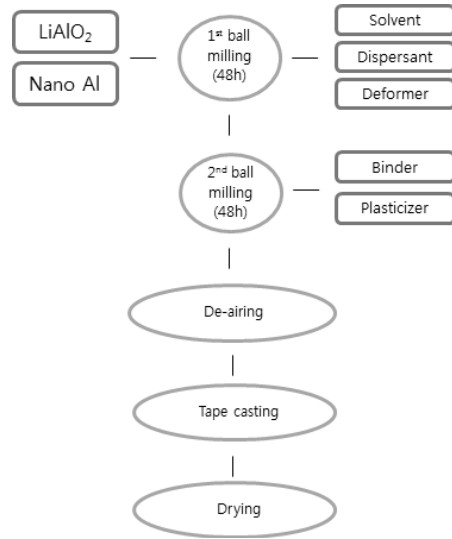 LiAlO₂
Nano Al
1st ball
milling
(48h)
Solvent
Dispersant
Deformer
2nd ball
milling
(48h)
Binder
Plasticizer
De-airing
Tape casting
Drying